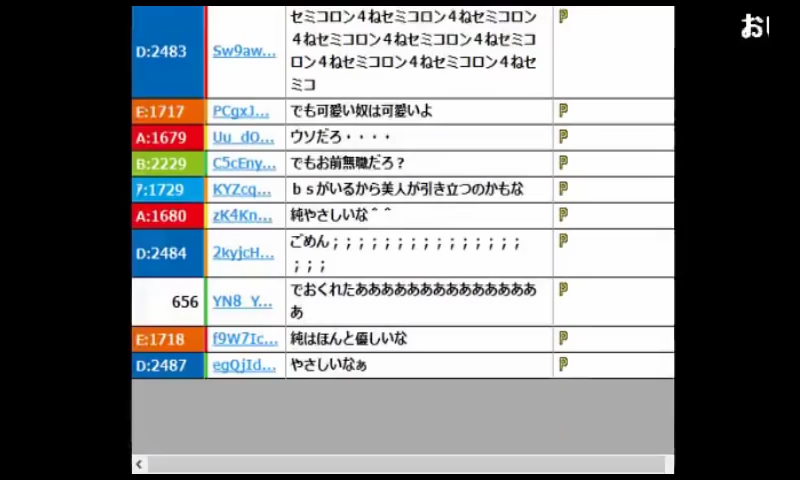 お
セミコロン４ねセミコロン４ねセミコロン
４ねセミコロン４ねセミコロン４ねセミコ
D:2483 Sw9aw... ロン４ねセミコロン４ねセミコロン４ねセ
ミコ P
E:1717 PCgxJ... でも可愛い奴は可愛いよ P
A:1679 Uu_dO... ウソだろ・・・・ P
B:2229 C5cEny... でもお前無職だろ？ P
ｱ:1729 KYZcq... ｂｓがいるから美人が引き立つのかもな P
A:1680 zK4Kn... 純やさしいな＾＾ P
D:2484 2kyjcH... ごめん；；；；；；；；；；；；；；；
；；； P
656 YN8_Y... でおくれたああああああああああああああ
あ P
E:1718 f9W7Ic... 純はほんと優しいな P
D:2487 egQjId... やさしいなぁ P